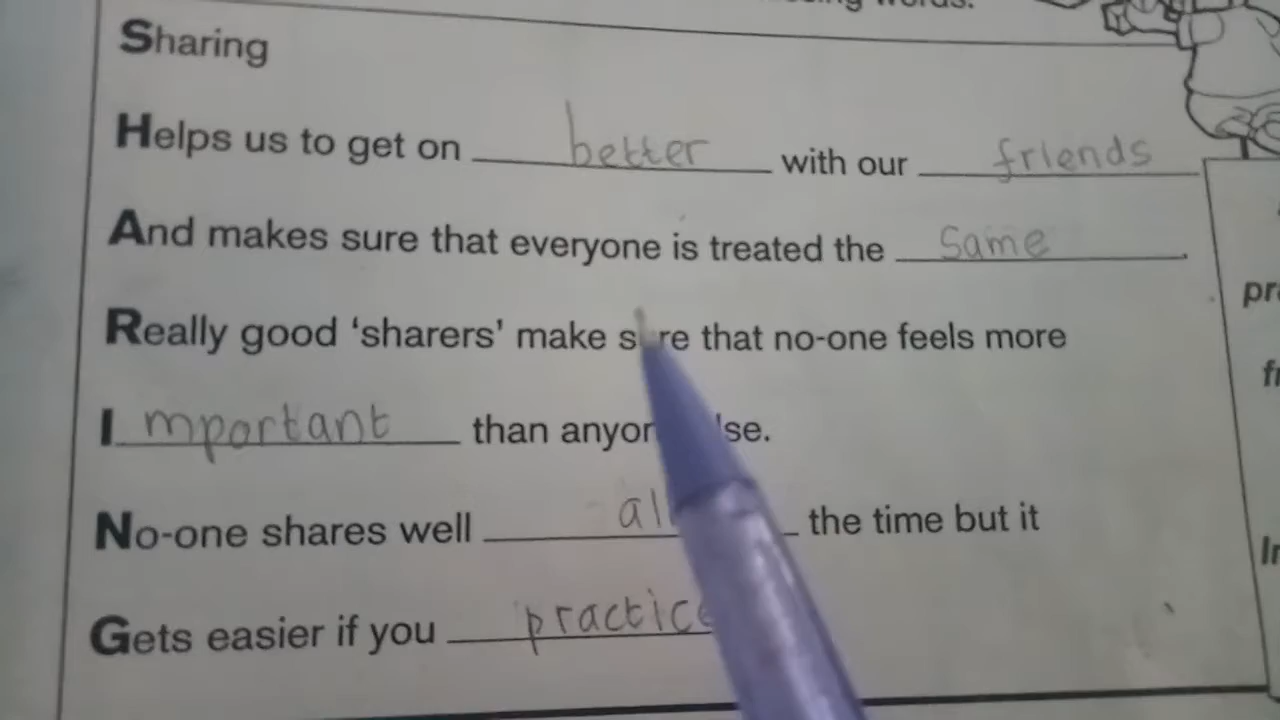 words.
Sharing
Helps us to get on better with our friends
And makes sure that everyone is treated the same.
Really good 'sharers' make sure that no-one feels more
Important than anyone else.
No-one shares well al the time but it
Gets easier if you practice